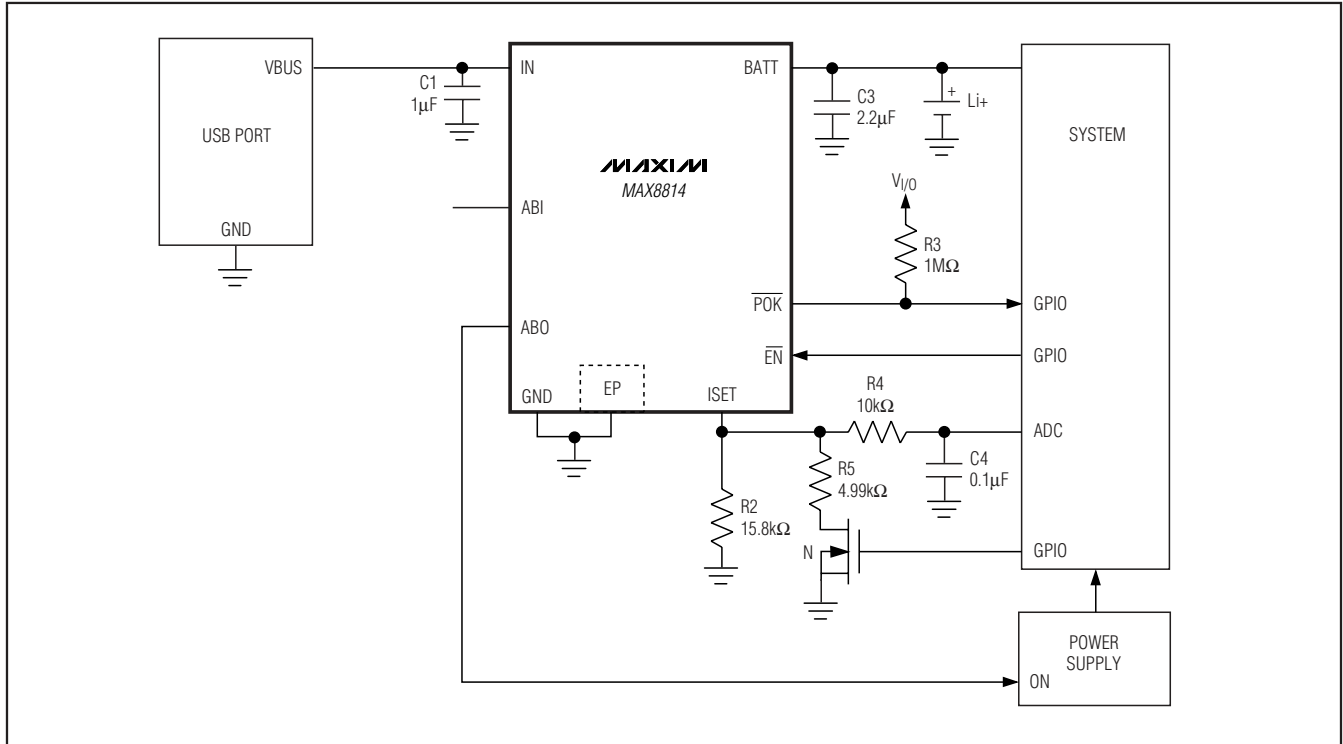 USB PORT
VBUS
GND
C1
1µF
IN
ABI
ABO
GND
EP
ISET
BATT
POK
EN
MAXIM
MAX8814
C3
2.2µF
+
Li+
VI/O
R3
1MΩ
R4
10kΩ
C4
0.1µF
R5
4.99kΩ
R2
15.8kΩ
N
SYSTEM
GPIO
GPIO
ADC
GPIO
POWER
SUPPLY
ON